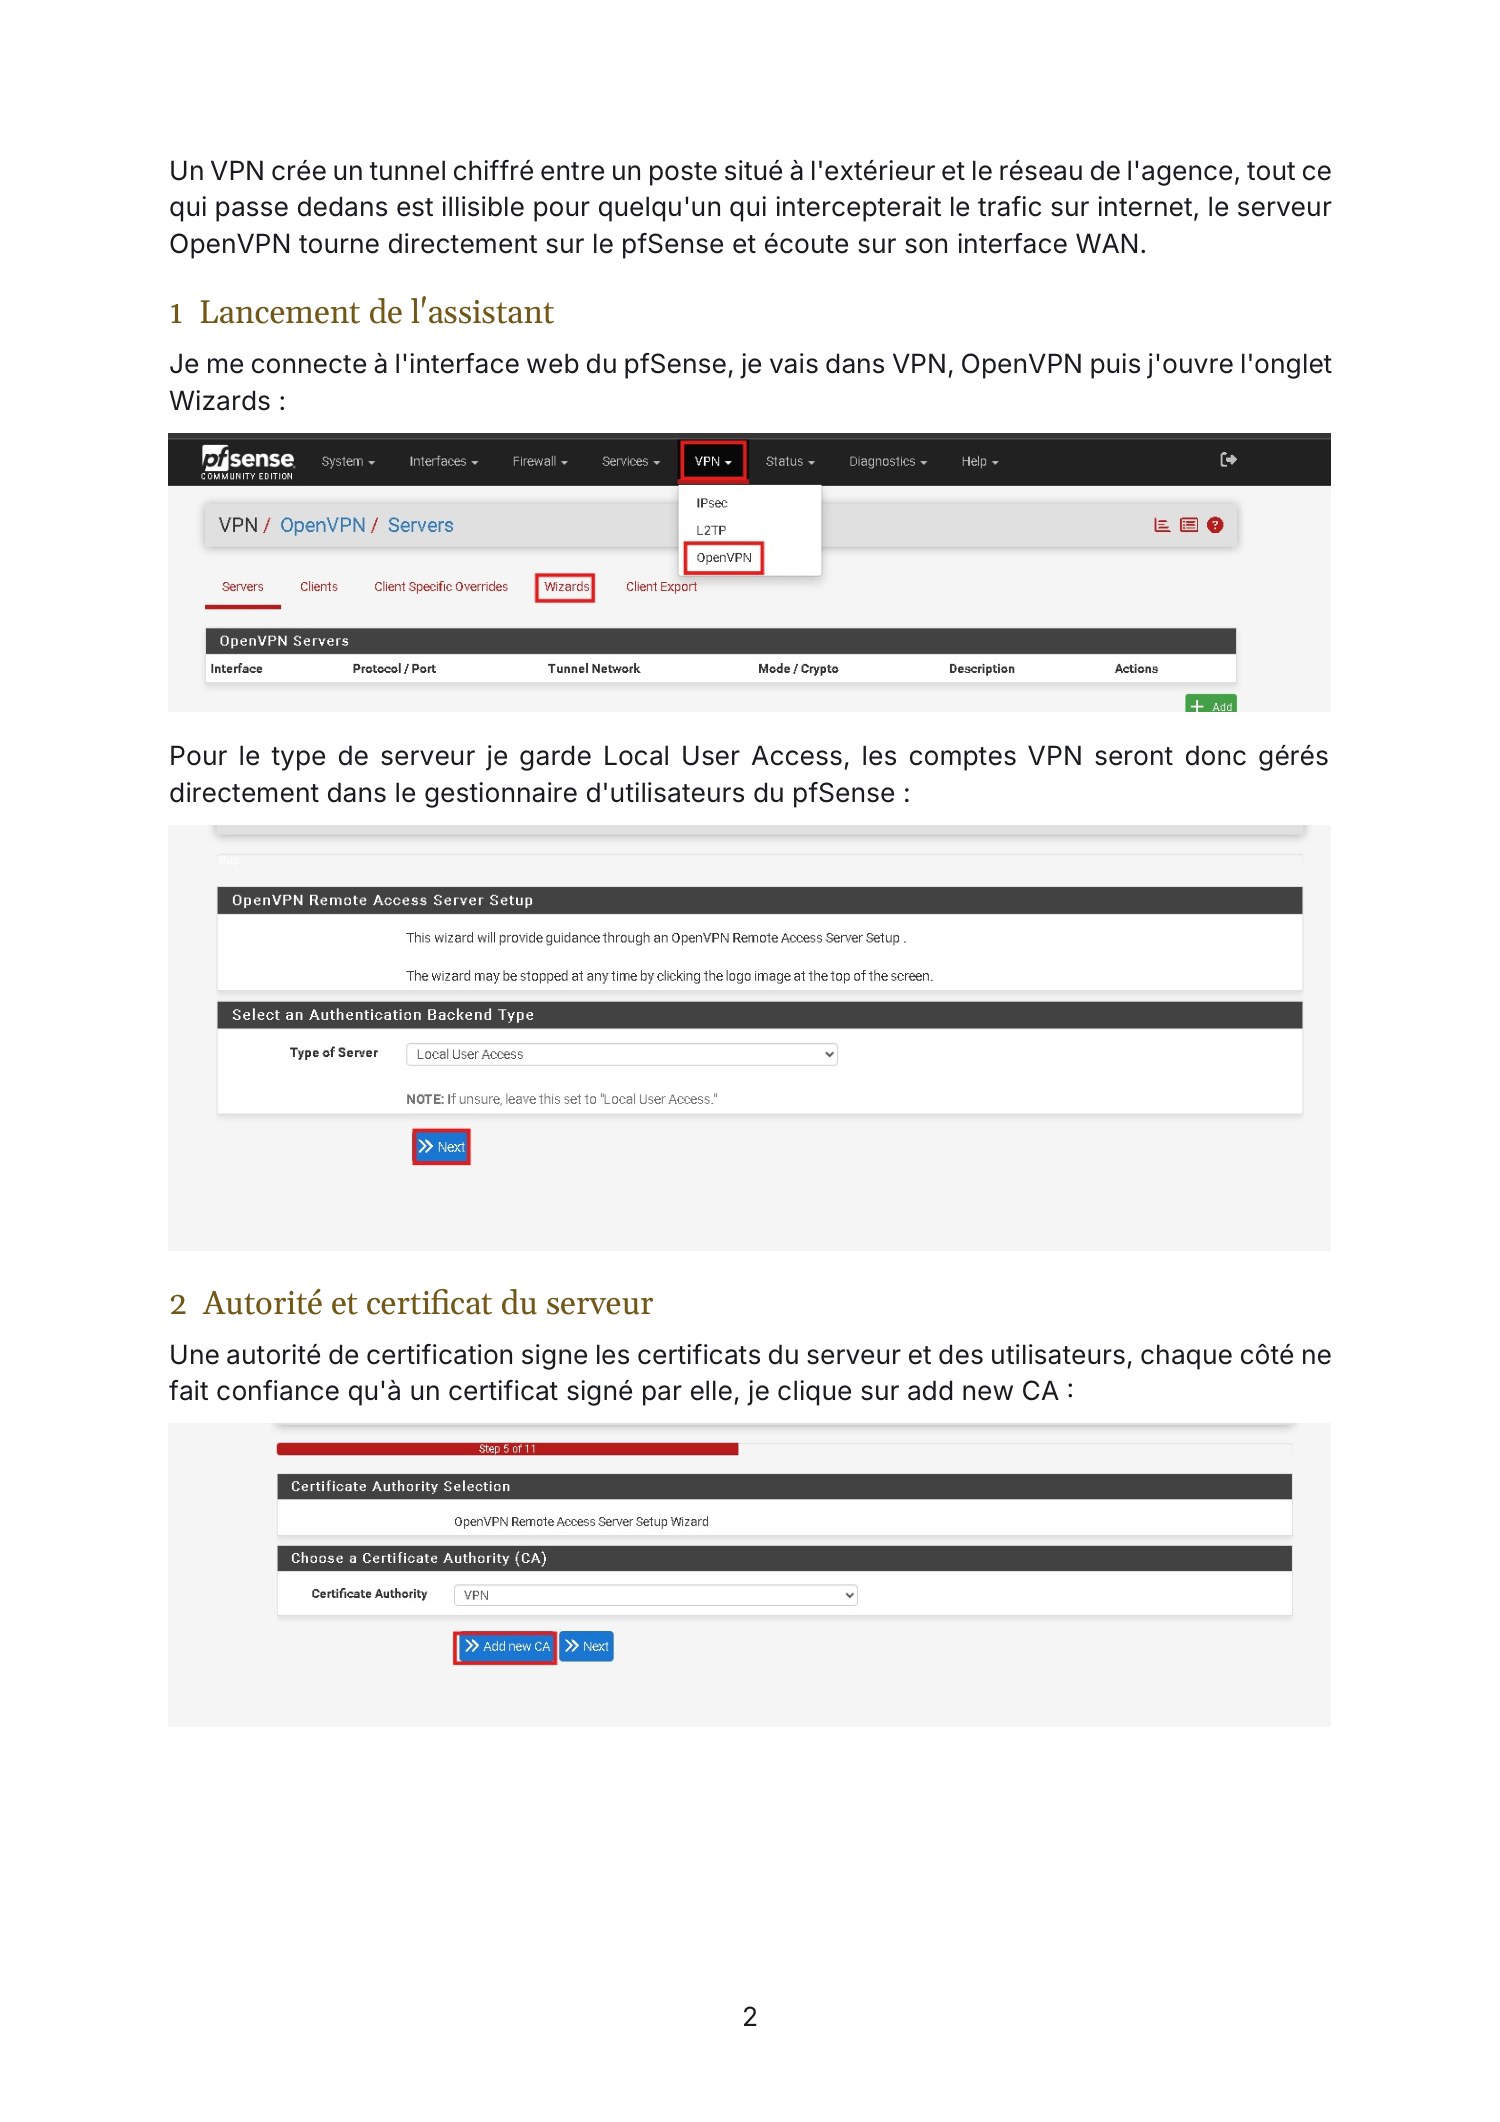 Un VPN crée un tunnel chiffré entre un poste situé à l'extérieur et le réseau de l'agence, tout ce
qui passe dedans est illisible pour quelqu'un qui intercepterait le trafic sur internet, le serveur
OpenVPN tourne directement sur le pfSense et écoute sur son interface WAN.
1 Lancement de l'assistant
Je me connecte à l'interface web du pfSense, je vais dans VPN, OpenVPN puis j'ouvre l'onglet
Wizards :
pfsense System Interfaces Firewall Services VPN Status Diagnostics Help
COMMUNITY EDITION
IPsec
L2TP
OpenVPN
VPN / OpenVPN / Servers
Servers Clients Client Specific Overrides Wizards Client Export
OpenVPN Servers
Interface Protocol / Port Tunnel Network Mode / Crypto Description Actions
Add
Pour le type de serveur je garde Local User Access, les comptes VPN seront donc gérés
directement dans le gestionnaire d'utilisateurs du pfSense :
OpenVPN Remote Access Server Setup
This wizard will provide guidance through an OpenVPN Remote Access Server Setup .
The wizard may be stopped at any time by clicking the logo image at the top of the screen.
Select an Authentication Backend Type
Type of Server Local User Access
NOTE: If unsure, leave this set to "Local User Access."
Next
2 Autorité et certificat du serveur
Une autorité de certification signe les certificats du serveur et des utilisateurs, chaque côté ne
fait confiance qu'à un certificat signé par elle, je clique sur add new CA :
Step 5 of 11
Certificate Authority Selection
OpenVPN Remote Access Server Setup Wizard
Choose a Certificate Authority (CA)
Certificate Authority VPN
Add new CA Next
2